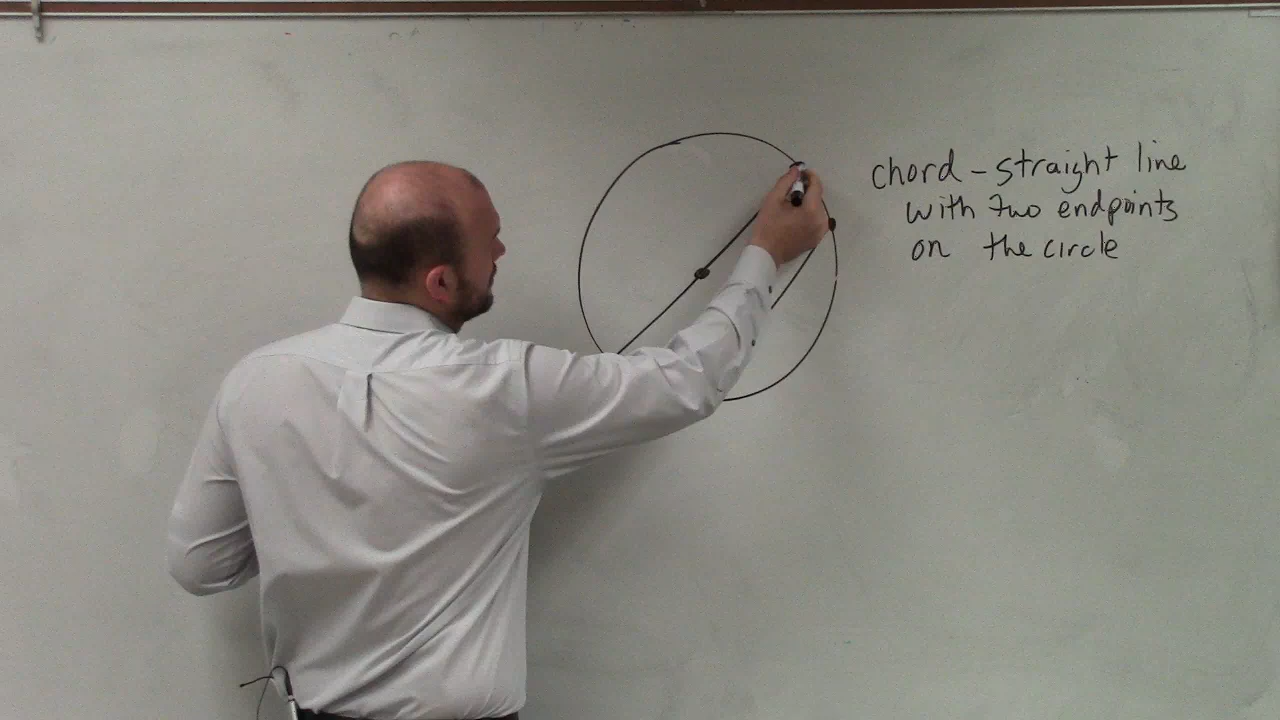 chord - straight line
with two endpoints
on the circle